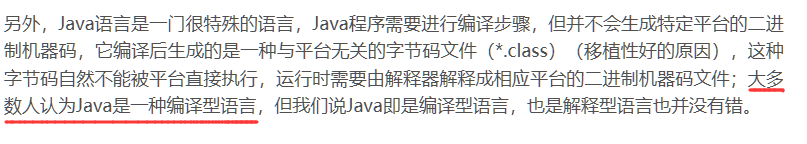 另外，Java语言是一门很特殊的语言，Java程序需要进行编译步骤，但并不会生成特定平台的二进
制机器码，它编译后生成的是一种与平台无关的字节码文件（*.class）（移植性好的原因），这种
字节码自然不能被平台直接执行，运行时需要由解释器解释成相应平台的二进制机器码文件；大多
数人认为Java是一种编译型语言，但我们说Java即是编译型语言，也是解释型语言也并没有错。